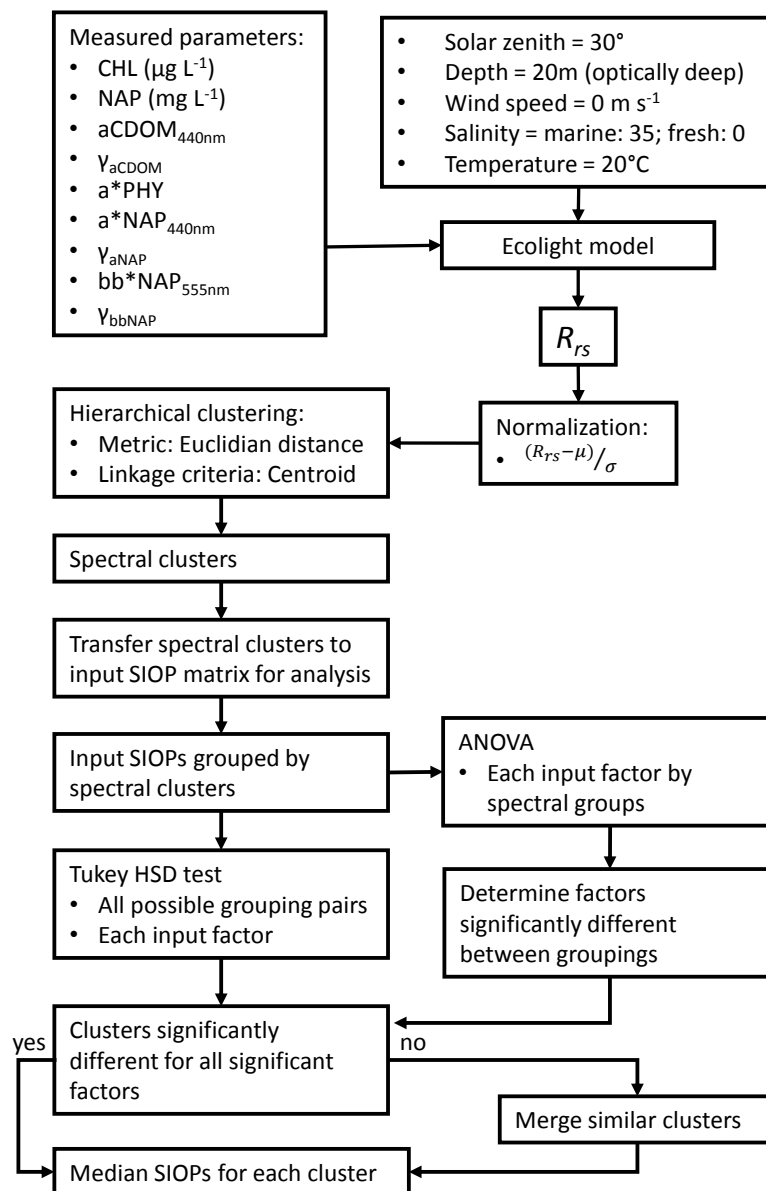 Measured parameters:
• CHL (µg L⁻¹)
• NAP (mg L⁻¹)
• aCDOM₄₄₀ₙₘ
• γₐCDOM
• a*PHY
• a*NAP₄₄₀ₙₘ
• γₐNAP
• bb*NAP₅₅₅ₙₘ
• γbbNAP
• Solar zenith = 30°
• Depth = 20m (optically deep)
• Wind speed = 0 m s⁻¹
• Salinity = marine: 35; fresh: 0
• Temperature = 20°C
Ecolight model
Rrs
Normalization:
• (Rrs−μ)/σ
Hierarchical clustering:
• Metric: Euclidian distance
• Linkage criteria: Centroid
Spectral clusters
Transfer spectral clusters to
input SIOP matrix for analysis
Input SIOPs grouped by
spectral clusters
ANOVA
• Each input factor by
spectral groups
Tukey HSD test
• All possible grouping pairs
• Each input factor
Determine factors
significantly different
between groupings
Clusters significantly
different for all significant
factors
yes
no
Merge similar clusters
Median SIOPs for each cluster